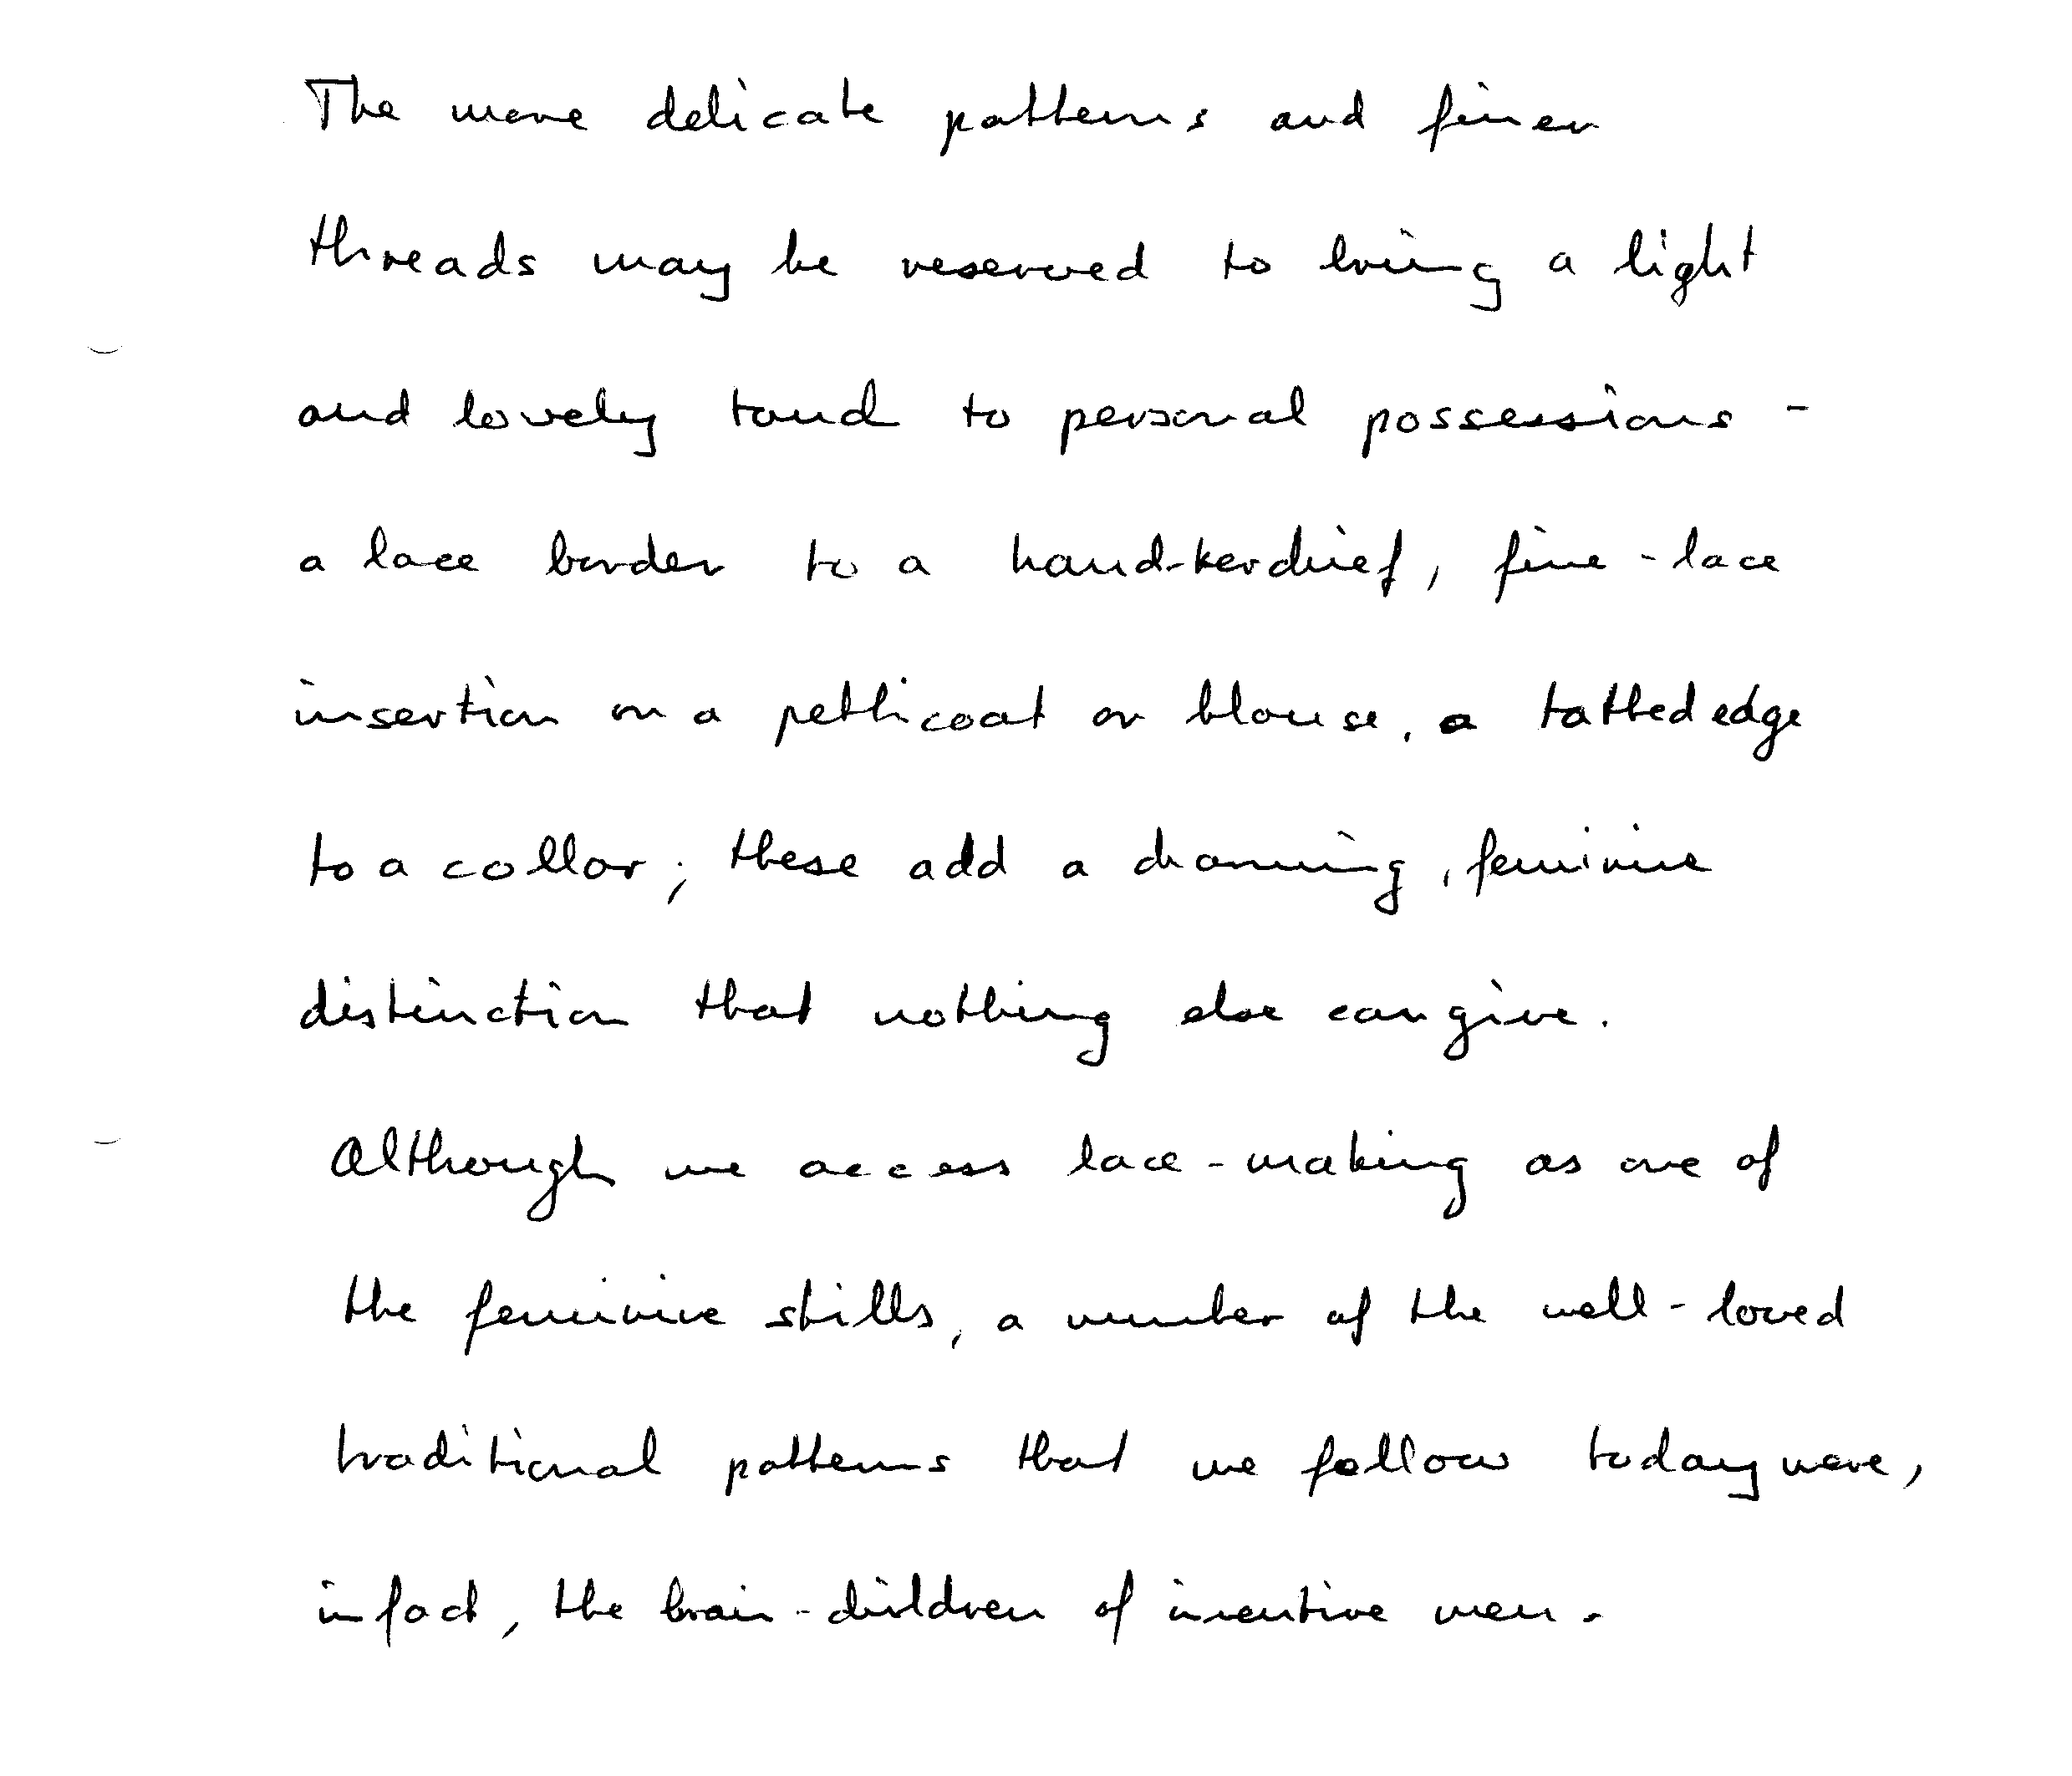 The more delicate patterns and finer
threads may be reserved to bring a light
and lovely touch to personal possessions -
a lace border to a hand-kerchief, fine-lace
insertion on a petticoat or blouse, a tatted edge
to a collar; these add a charming, feminine
distinction that nothing else can give.
Although we access lace-making as one of
the feminine skills, a number of the well-loved
traditional patterns that we follow today were,
in fact, the brain-children of inventive men.